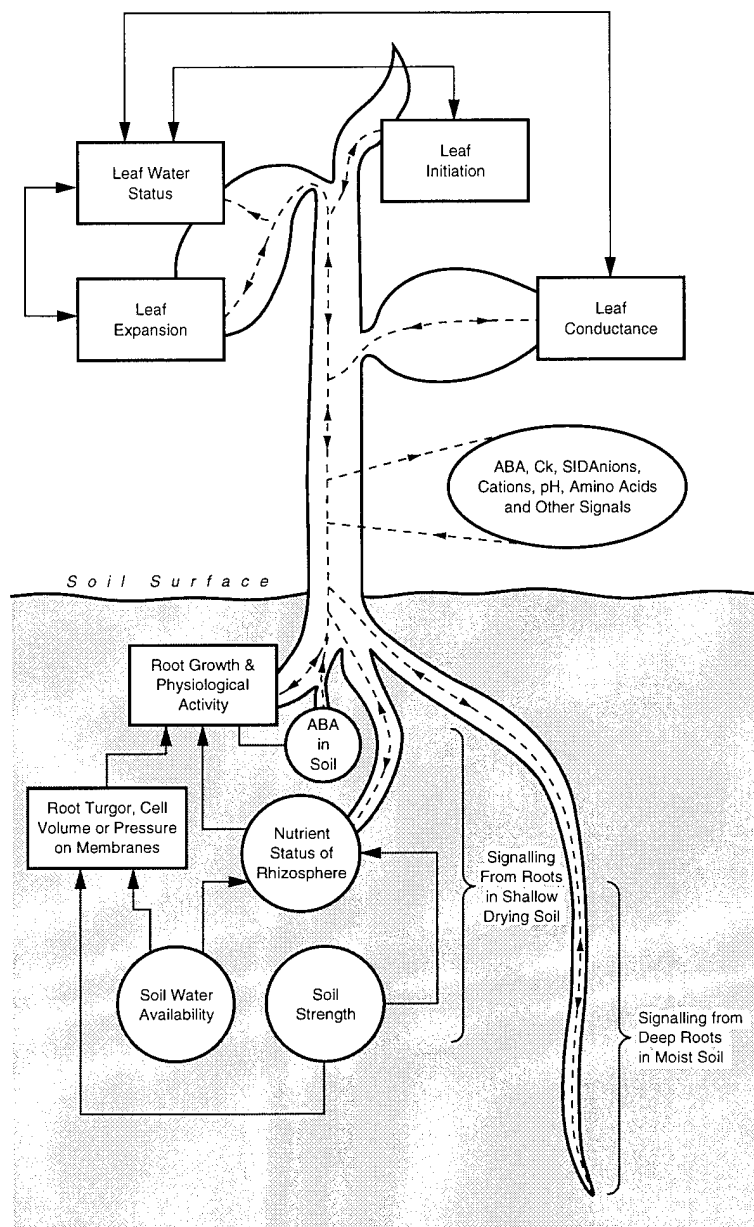 Leaf Water
Status
Leaf
Initiation
Leaf
Expansion
Leaf
Conductance
ABA, Ck, SIDAnions,
Cations, pH, Amino Acids
and Other Signals
Soil Surface
Root Growth &
Physiological
Activity
ABA
in
Soil
Root Turgor, Cell
Volume or Pressure
on Membranes
Nutrient
Status of
Rhizosphere
Signalling
From Roots
in Shallow
Drying Soil
Soil Water
Availability
Soil
Strength
Signalling from
Deep Roots
in Moist Soil